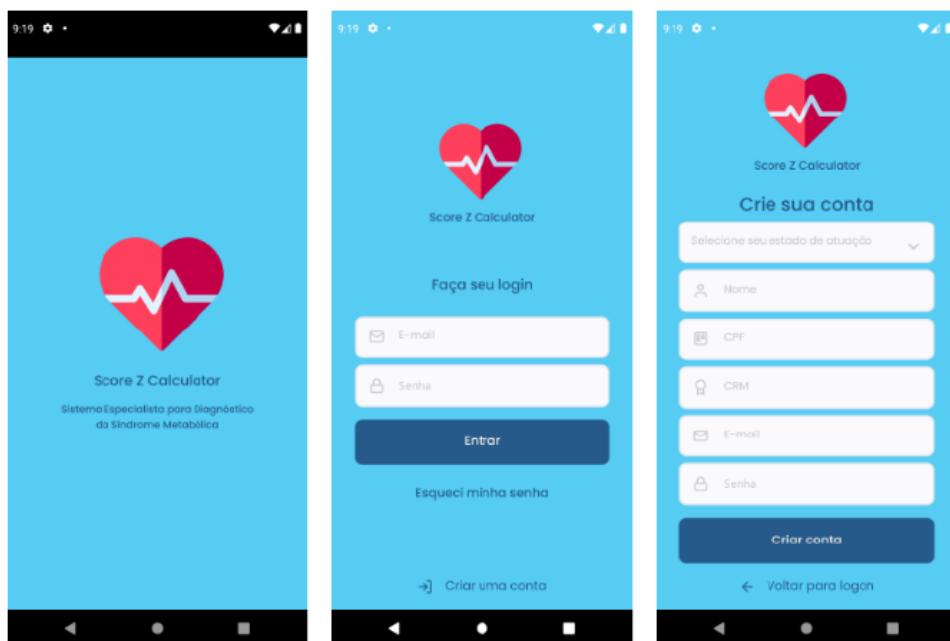 9:19
Score Z Calculator
Sistema Especialista para Diagnóstico
da Síndrome Metabólica
9:19
Score Z Calculator
Faça seu login
E-mail
Senha
Entrar
Esqueci minha senha
Criar uma conta
9:19
Score Z Calculator
Crie sua conta
Selecione seu estado de atuação
Nome
CPF
CRM
E-mail
Senha
Criar conta
Voltar para logon